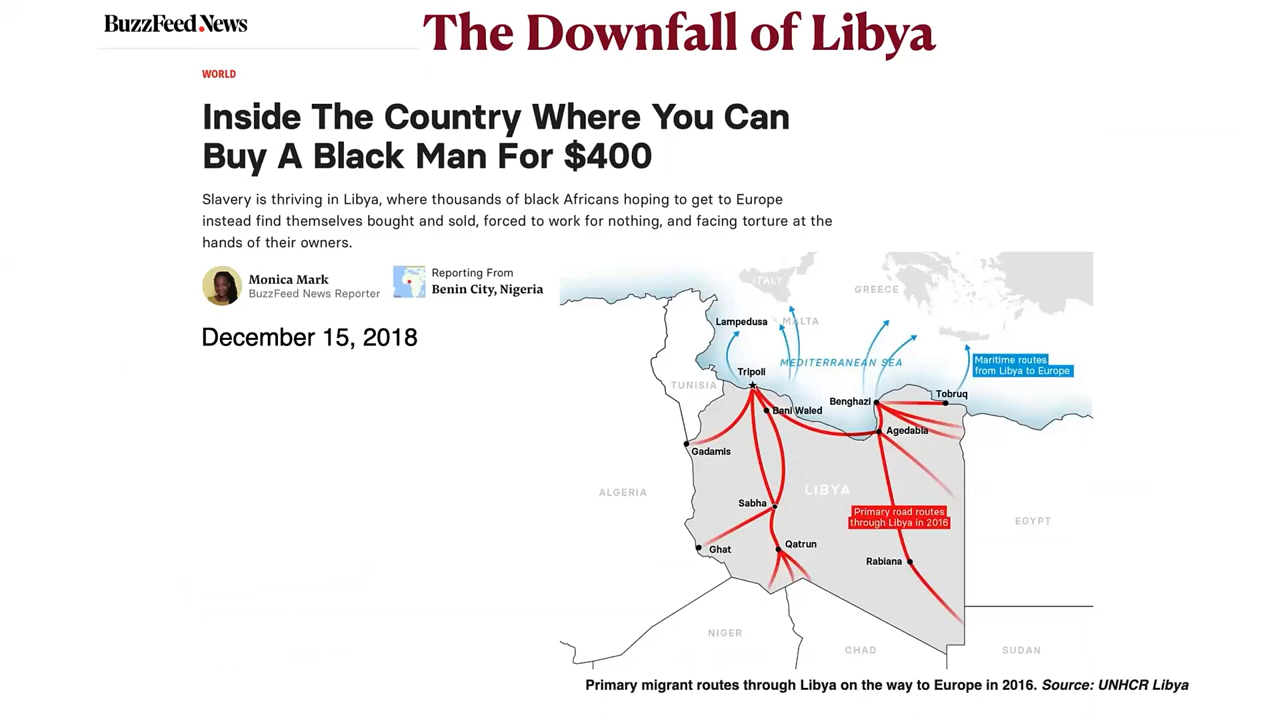 BuzzFeed.News
The Downfall of Libya
WORLD
Inside The Country Where You Can
Buy A Black Man For $400
Slavery is thriving in Libya, where thousands of black Africans hoping to get to Europe
instead find themselves bought and sold, forced to work for nothing, and facing torture at the
hands of their owners.
Monica Mark
BuzzFeed News Reporter
Reporting From
Benin City, Nigeria
December 15, 2018
ITALY
GREECE
Lampedusa
MALTA
MEDITERRANEAN SEA
Maritime routes
from Libya to Europe
Tripoli
TUNISIA
Tobruq
Benghazi
Bani Waled
Agedabia
Gadamis
ALGERIA
LIBYA
Sabha
Primary road routes
through Libya in 2016
EGYPT
Qatrun
Ghat
Rabiana
NIGER
CHAD
SUDAN
Primary migrant routes through Libya on the way to Europe in 2016. Source: UNHCR Libya